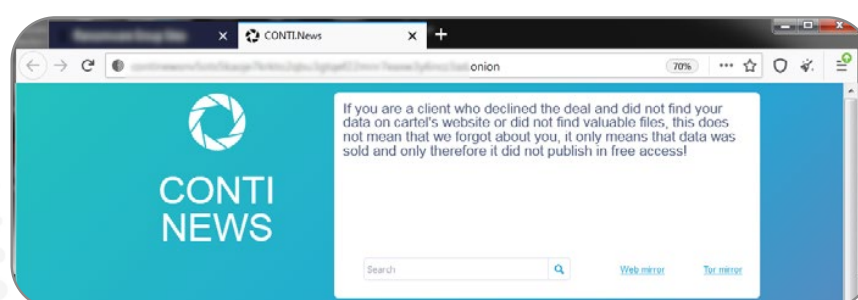 CONTI.News
onion
70%
If you are a client who declined the deal and did not find your
data on cartel's website or did not find valuable files, this does
not mean that we forgot about you, it only means that data was
sold and only therefore it did not publish in free access!
CONTI
NEWS
Search
Web mirror
Tor mirror